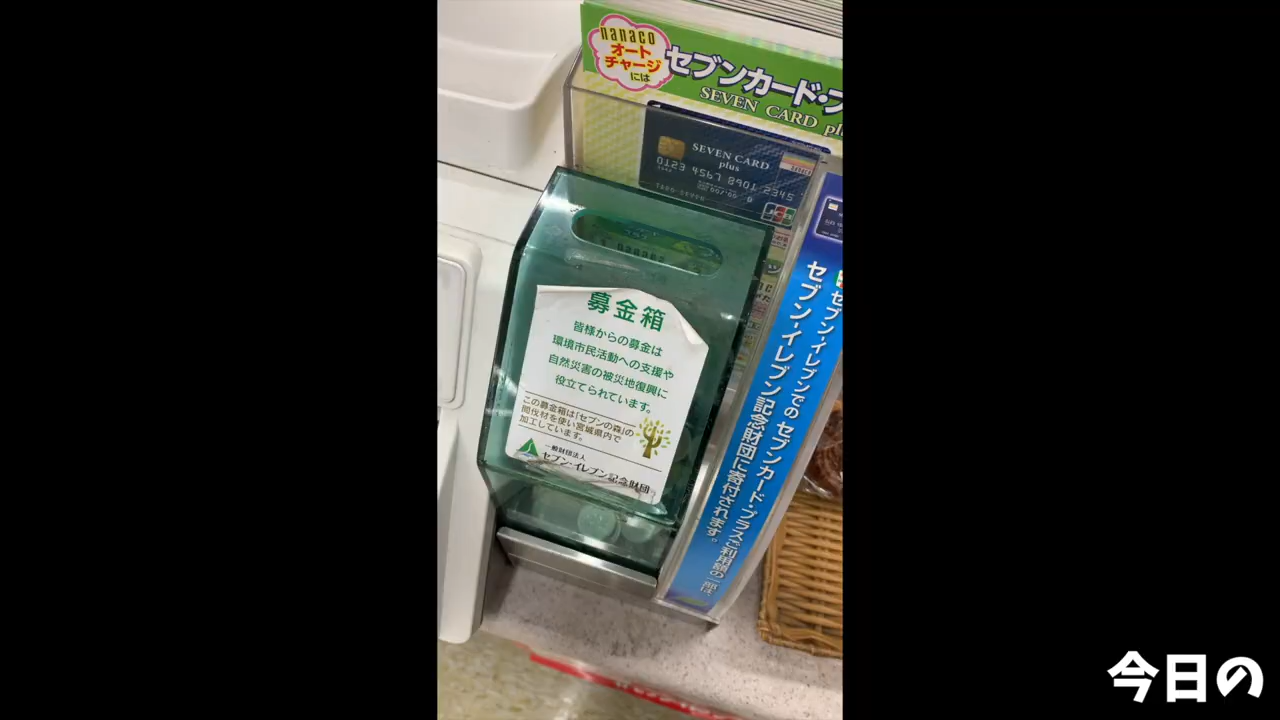 nanaco
オート
チャージ
には
セブンカード・プ
SEVEN CARD pl
SEVEN CARD
plus
0123 4567 8901 2345
JCB
nanaco
募金箱
皆様からの募金は
環境市民活動への支援や
自然災害の被災地復興に
役立てられています。
この募金箱は「セブンの森」の
間伐材を使い宮城県内で
加工しています。
一般財団法人
セブン-イレブン記念財団
セブン-イレブンでの セブンカード・プラスご利用額の一部は、
セブン-イレブン記念財団に寄付されます。
今日の